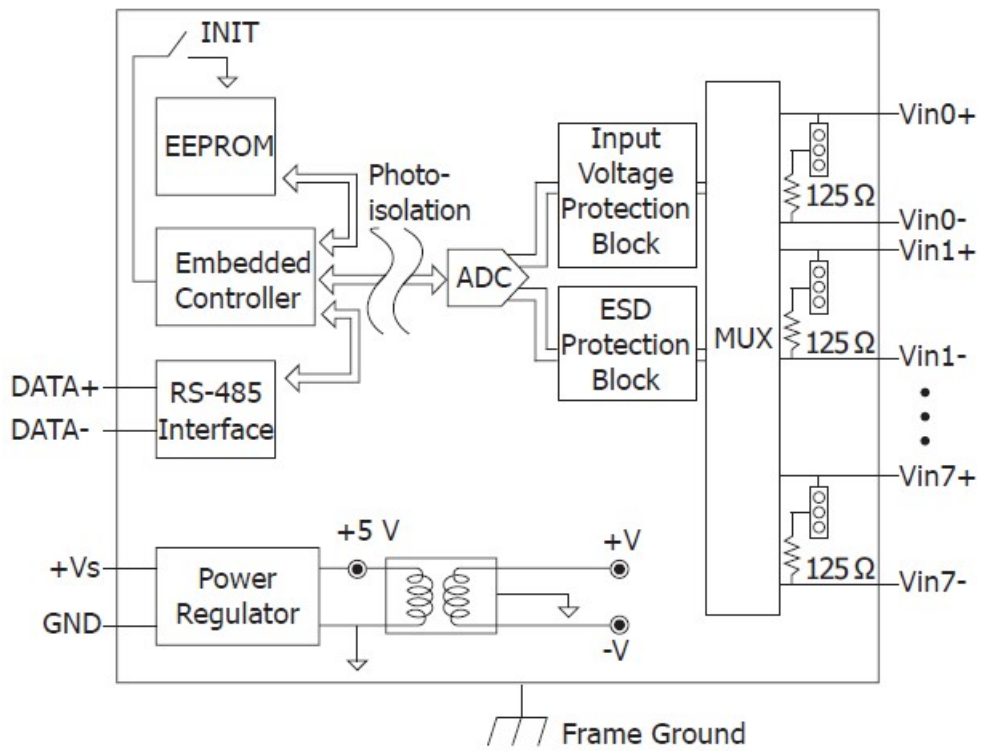 INIT
EEPROM
Photo-
isolation
Embedded
Controller
ADC
Input
Voltage
Protection
Block
ESD
Protection
Block
MUX
Vin0+
125 Ω
Vin0-
Vin1+
125 Ω
Vin1-
Vin7+
125 Ω
Vin7-
DATA+
DATA-
RS-485
Interface
+Vs
GND
Power
Regulator
+5 V
+V
-V
Frame Ground